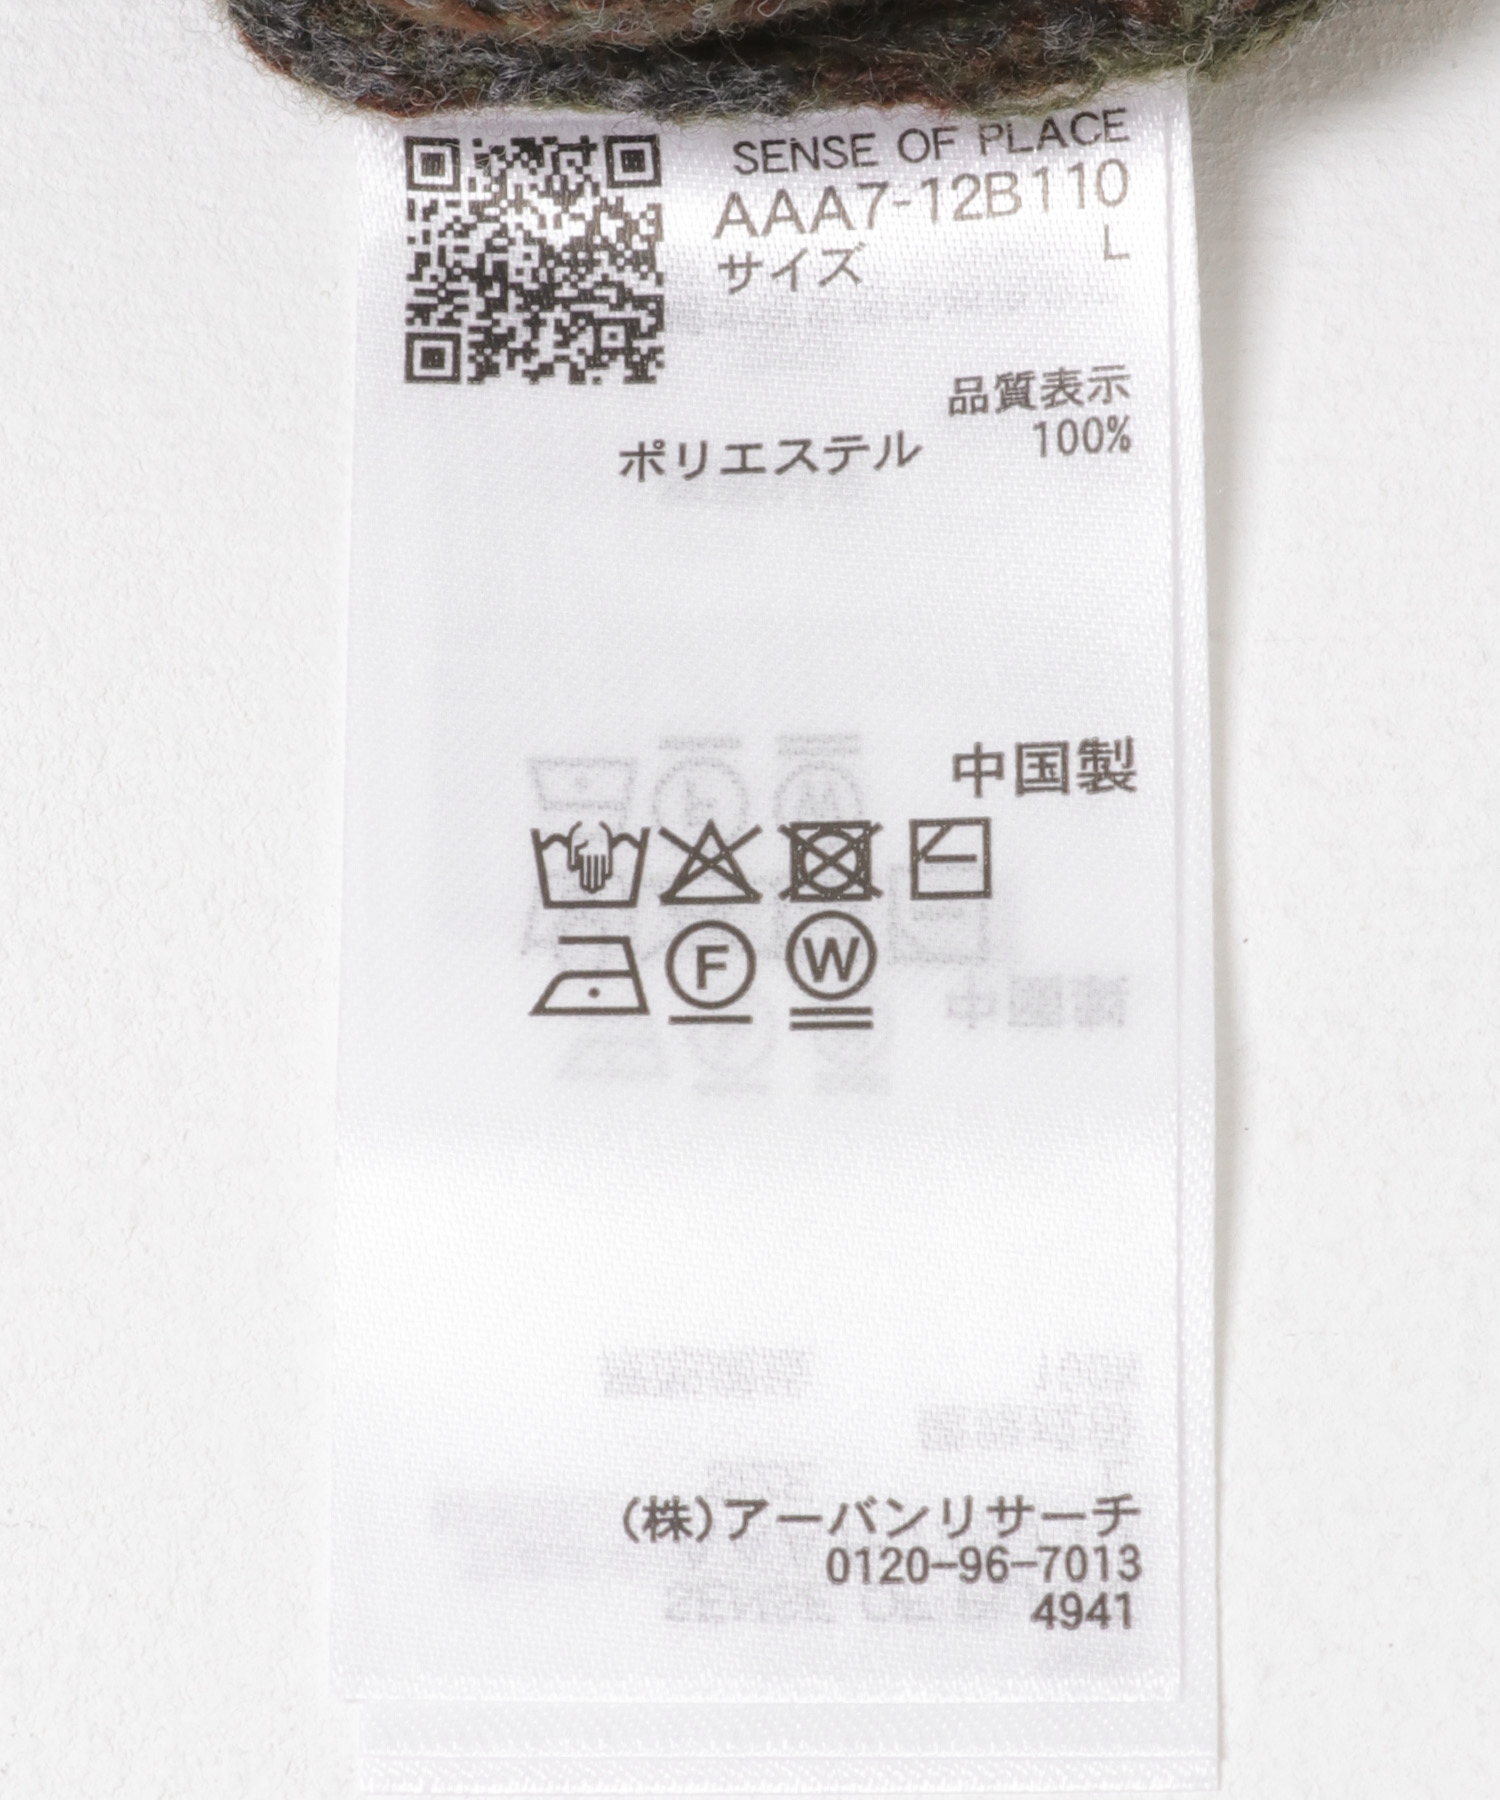 SENSE OF PLACE
AAA7-12B110
サイズ L
品質表示
ポリエステル 100%
中国製
F W
(株)アーバンリサーチ
0120-96-7013
4941